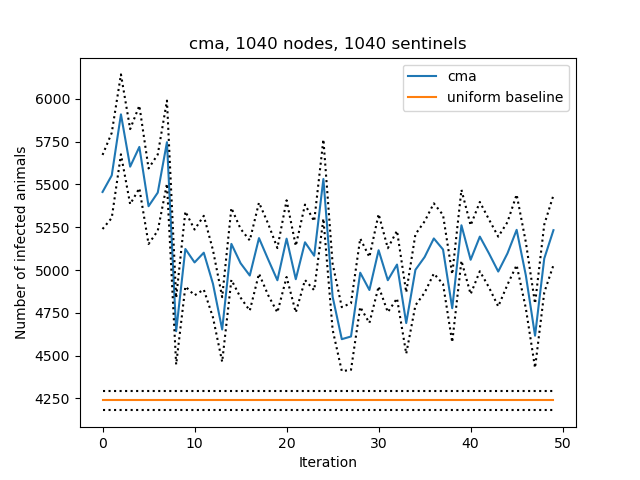 cma, 1040 nodes, 1040 sentinels
cma
uniform baseline
Number of infected animals
6000
5750
5500
5250
5000
4750
4500
4250
0 10 20 30 40 50
Iteration